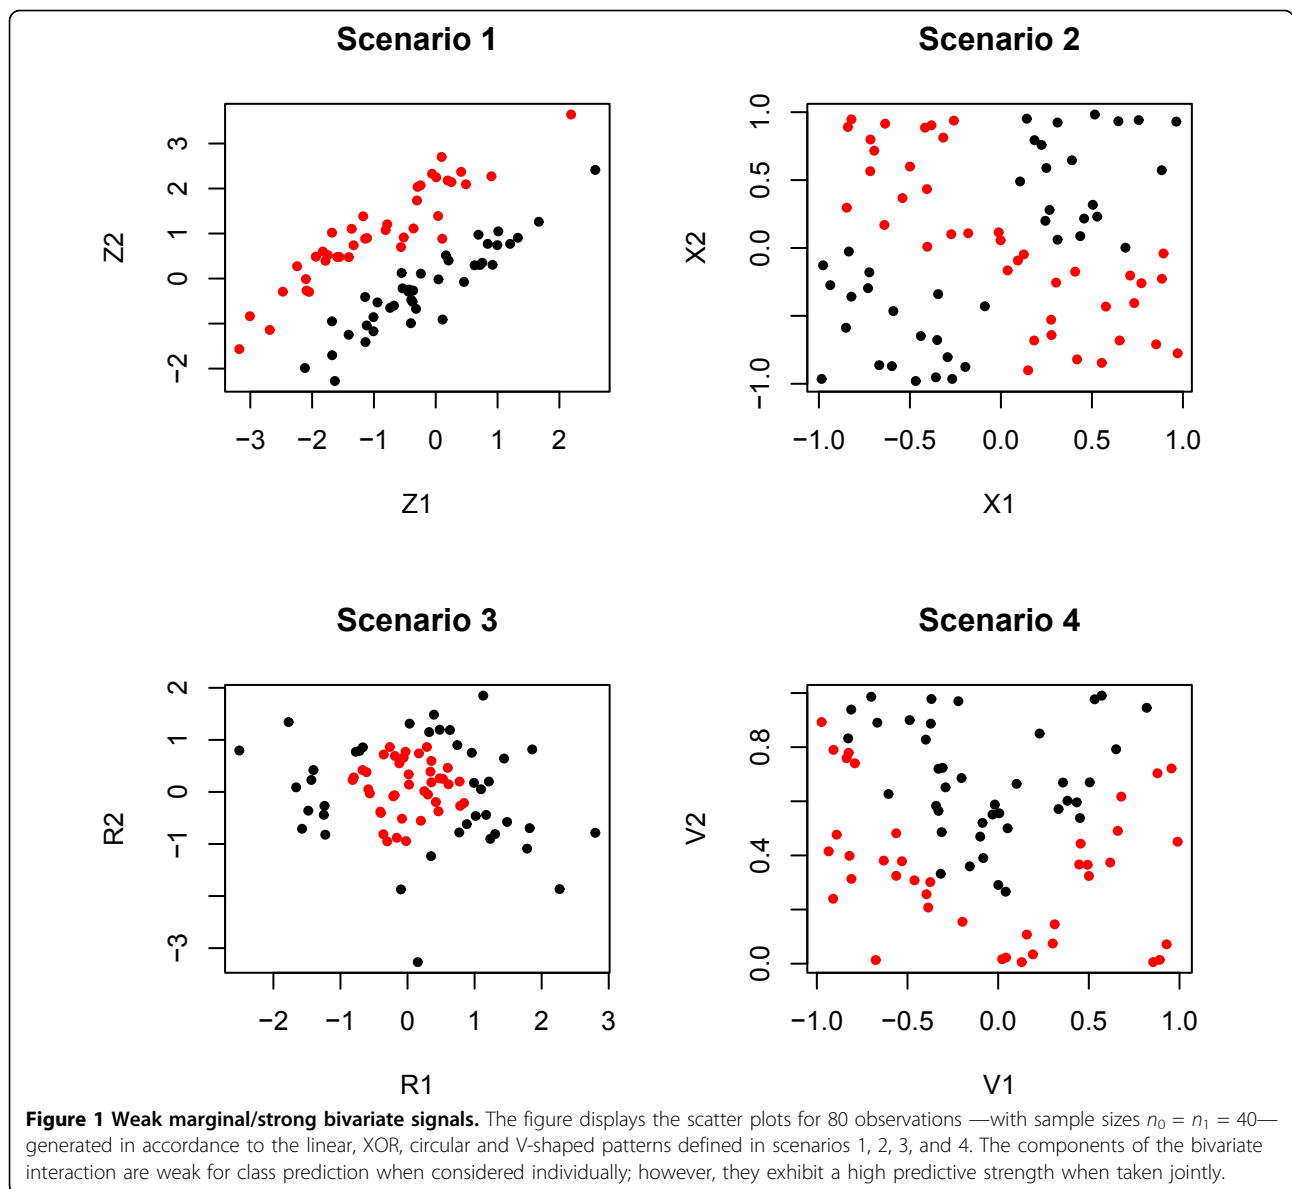 Scenario 1
Z2
3
2
1
0
−2
−3 −2 −1 0 1 2
Z1
Scenario 2
X2
1.0
0.5
0.0
−1.0
−1.0 −0.5 0.0 0.5 1.0
X1
Scenario 3
R2
2
1
0
−1
−3
−2 −1 0 1 2 3
R1
Scenario 4
V2
0.8
0.4
0.0
−1.0 −0.5 0.0 0.5 1.0
V1
Figure 1 Weak marginal/strong bivariate signals. The figure displays the scatter plots for 80 observations —with sample sizes n0 = n1 = 40—
generated in accordance to the linear, XOR, circular and V-shaped patterns defined in scenarios 1, 2, 3, and 4. The components of the bivariate
interaction are weak for class prediction when considered individually; however, they exhibit a high predictive strength when taken jointly.